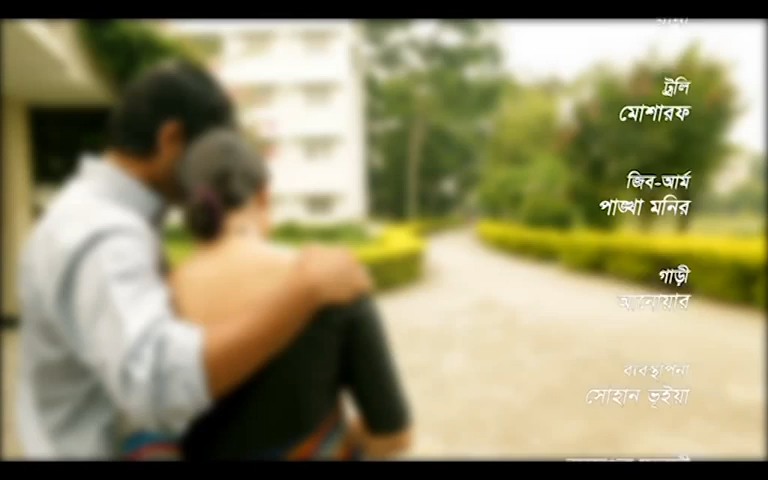 ট্রলি
মোশারফ
জিব-আর্ম
পাঙ্খা মনির
গাড়ী
আনোয়ার
ব্যবস্থাপনা
সোহান ভূইয়া